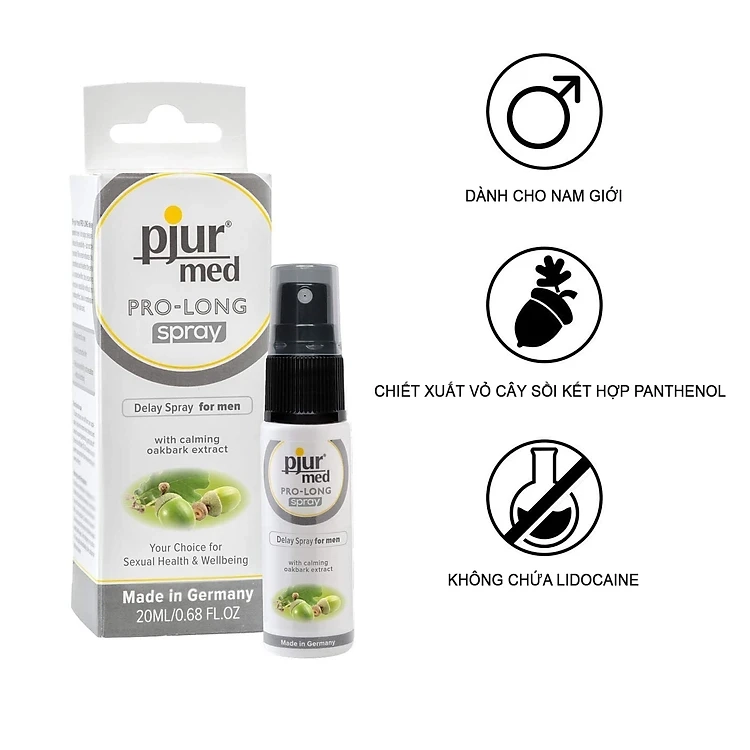 pjur®
med
PRO-LONG
spray
Delay Spray for men
with calming
oakbark extract
Your Choice for
Sexual Health & Wellbeing
Made in Germany
20ML/0.68 FL.OZ
pjur
med
PRO-LONG
spray
Delay Spray for men
with calming
oakbark extract
Made in Germany
DÀNH CHO NAM GIỚI
CHIẾT XUẤT VỎ CÂY SỒI KẾT HỢP PANTHENOL
KHÔNG CHỨA LIDOCAINE